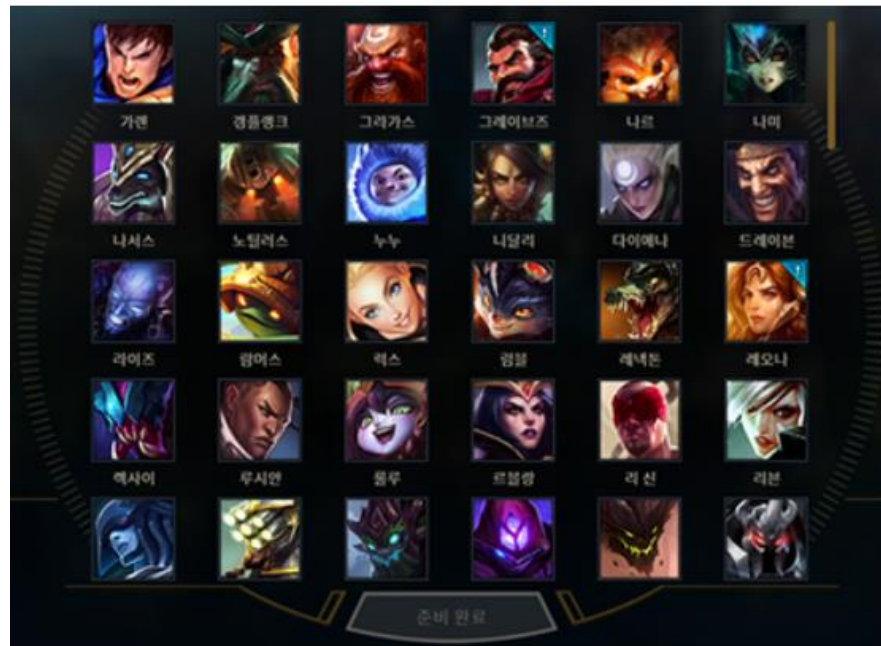 가렌 갱플랭크 그라가스 그레이브즈 나르 나미
나서스 노틸러스 누누 니달리 다이애나 드레이븐
라이즈 람머스 럭스 럼블 레넥톤 레오나
렉사이 루시안 룰루 르블랑 리 신 리븐
준비 완료